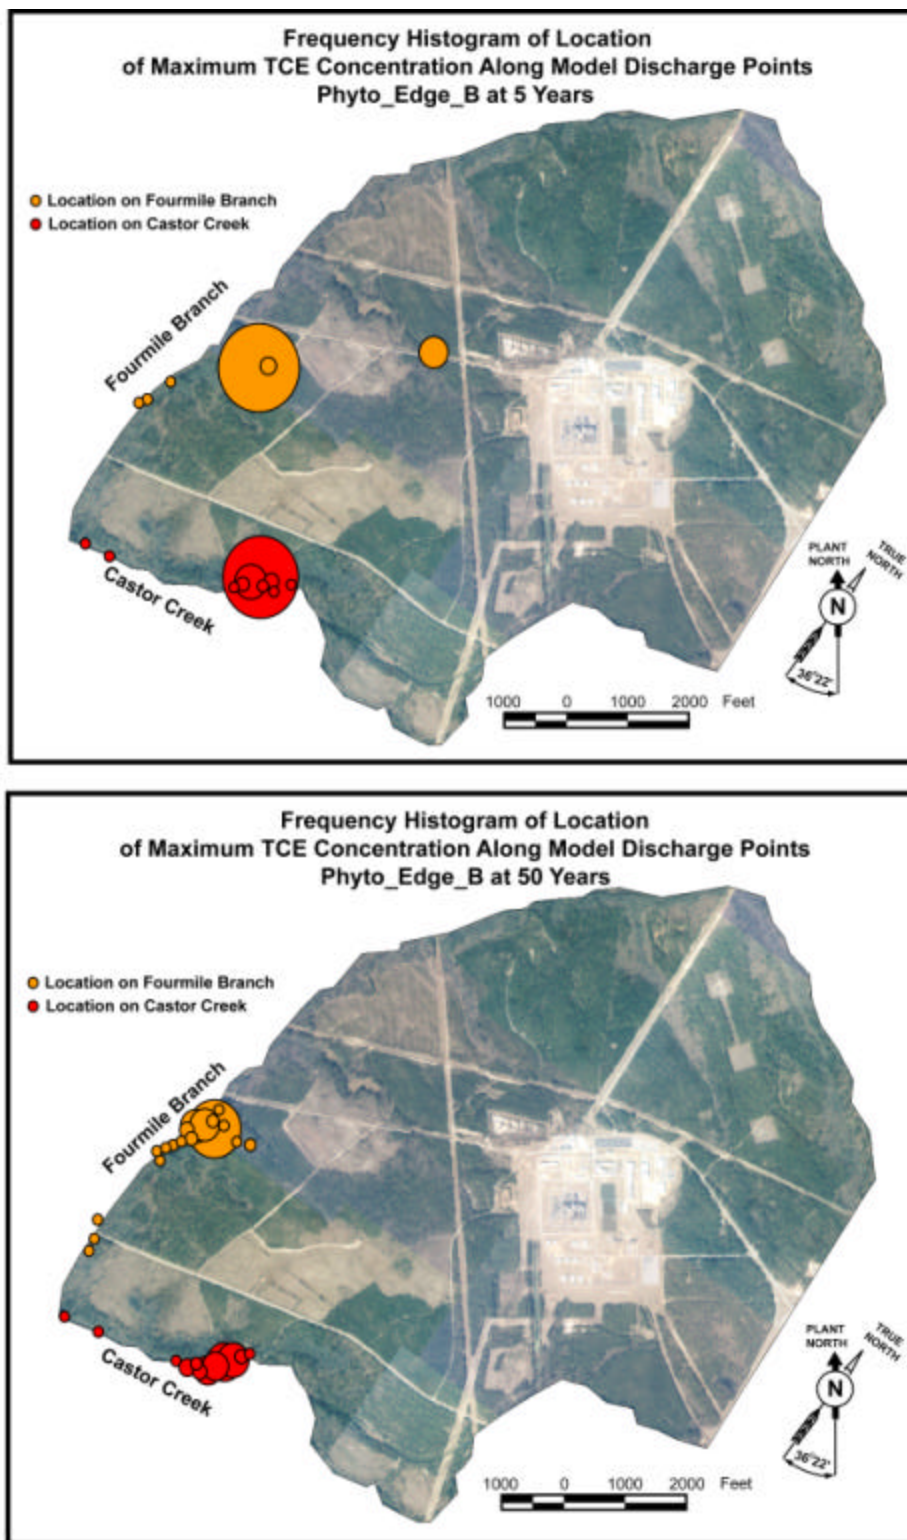 Frequency Histogram of Location
of Maximum TCE Concentration Along Model Discharge Points
Phyto_Edge_B at 5 Years
Location on Fourmile Branch
Location on Castor Creek
Fourmile Branch
Castor Creek
PLANT
NORTH
TRUE
NORTH
N
36°22'
1000 0 1000 2000 Feet
Frequency Histogram of Location
of Maximum TCE Concentration Along Model Discharge Points
Phyto_Edge_B at 50 Years
Location on Fourmile Branch
Location on Castor Creek
Fourmile Branch
Castor Creek
PLANT
NORTH
TRUE
NORTH
N
36°22'
1000 0 1000 2000 Feet